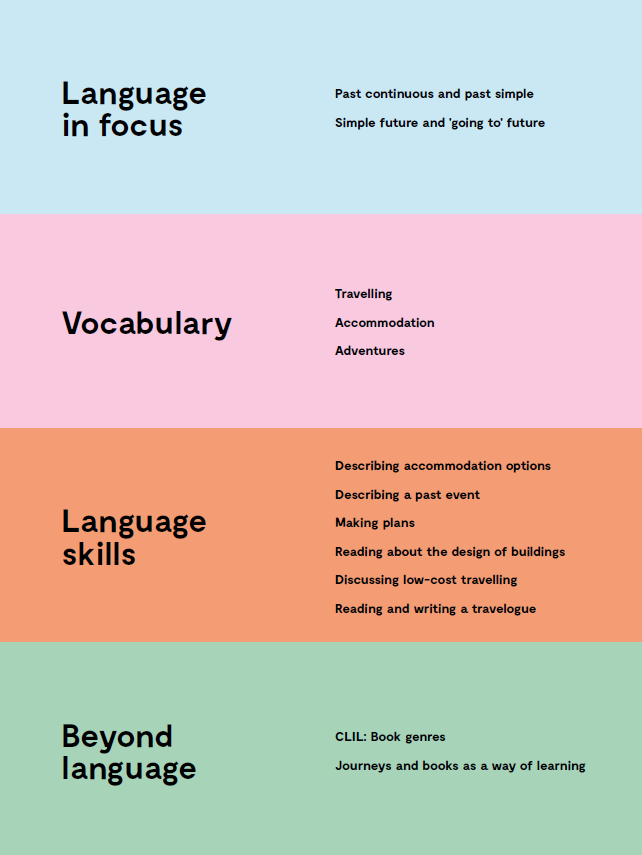 Language
in focus
Past continuous and past simple
Simple future and 'going to' future
Vocabulary
Travelling
Accommodation
Adventures
Language
skills
Describing accommodation options
Describing a past event
Making plans
Reading about the design of buildings
Discussing low-cost travelling
Reading and writing a travelogue
Beyond
language
CLIL: Book genres
Journeys and books as a way of learning